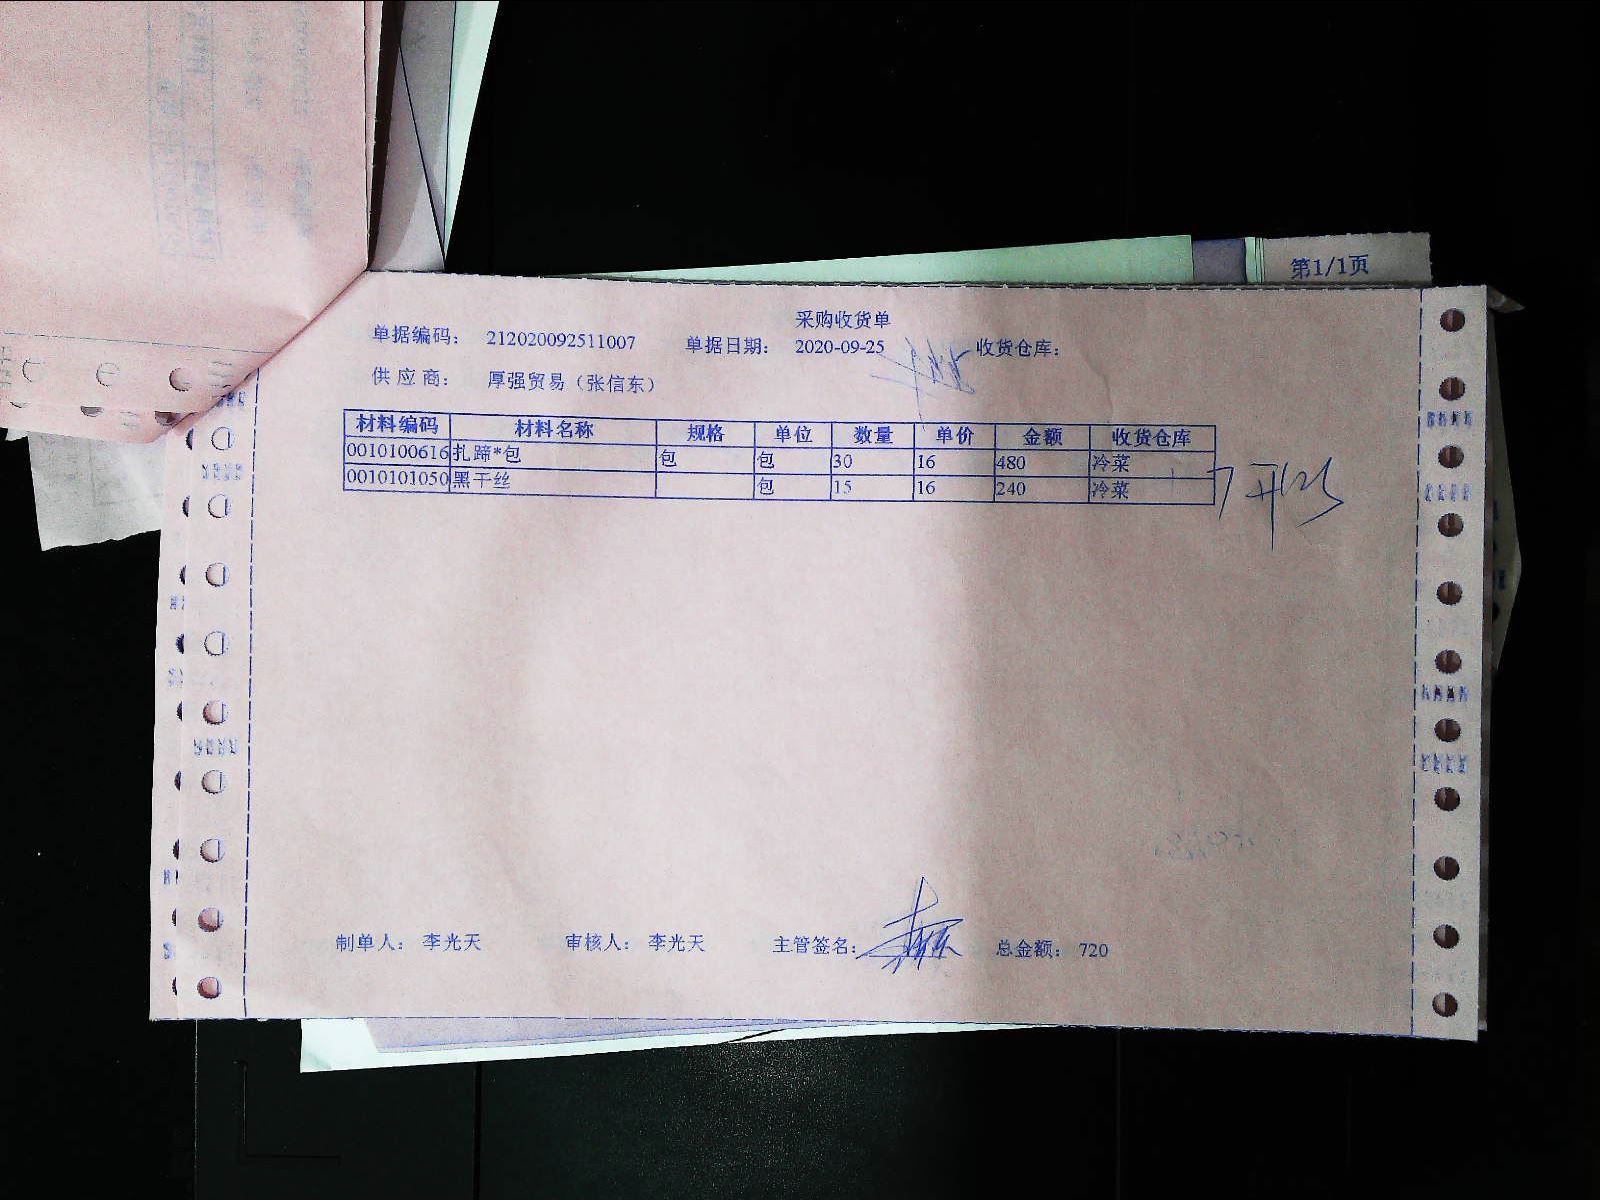 第1/1页
采购收货单
单据编码： 212020092511007 单据日期： 2020-09-25 收货仓库：
供应商： 厚强贸易（张信东）
材料编码 材料名称 规格 单位 数量 单价 金额 收货仓库
0010100616 扎蹄*包 包 包 30 16 480 冷菜
0010101050 黑干丝 包 15 16 240 冷菜
制单人： 李光天 审核人： 李光天 主管签名： 总金额： 720